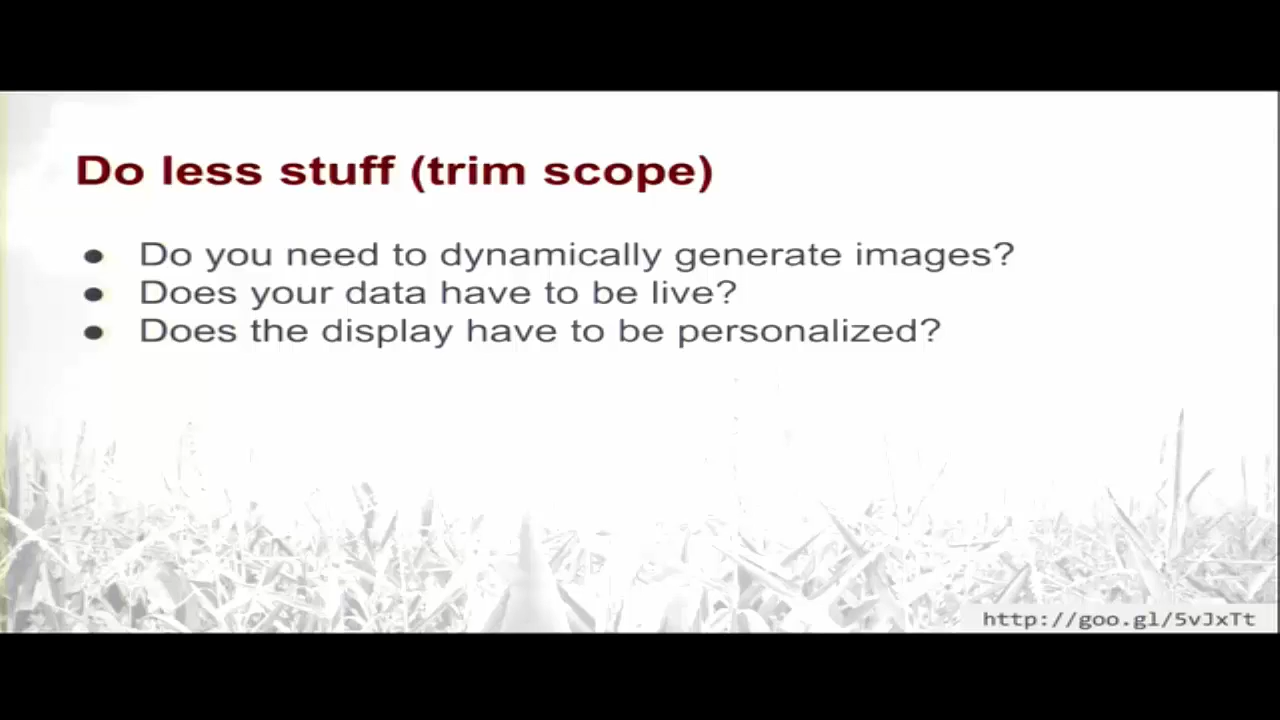 Do less stuff (trim scope)
● Do you need to dynamically generate images?
● Does your data have to be live?
● Does the display have to be personalized?
http://goo.gl/5vJxTt